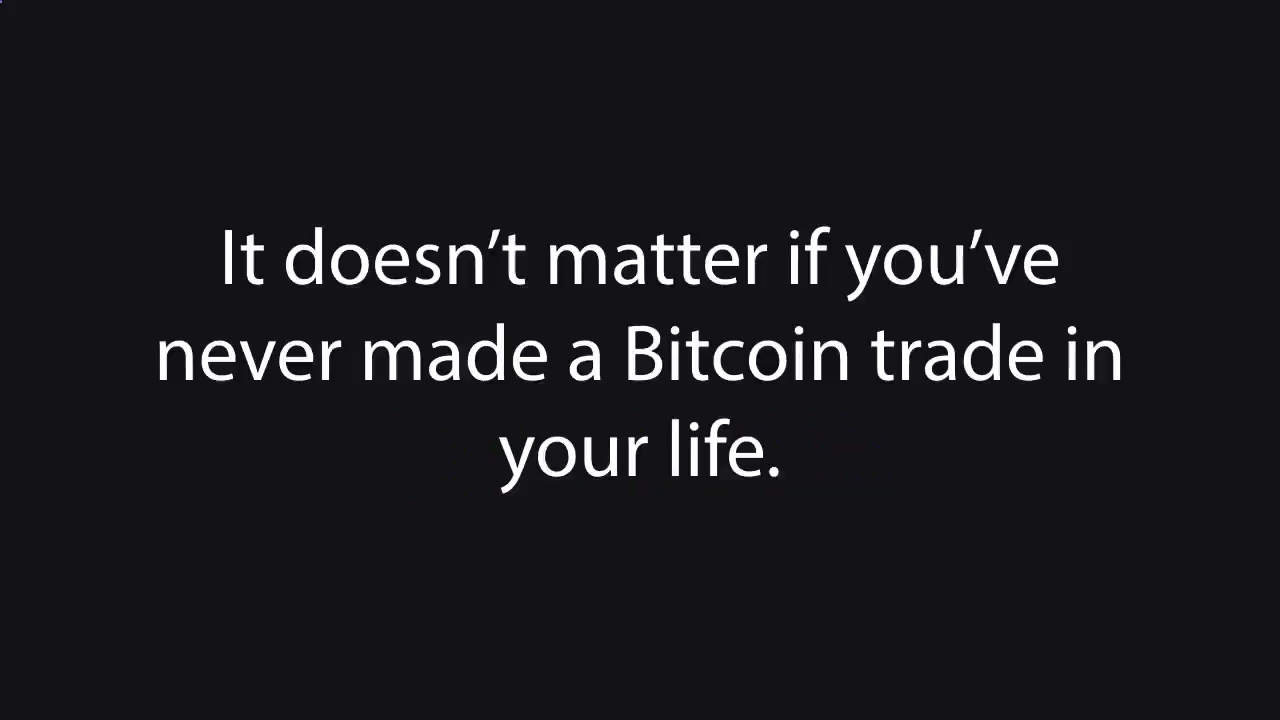 It doesn’t matter if you’ve
never made a Bitcoin trade in
your life.